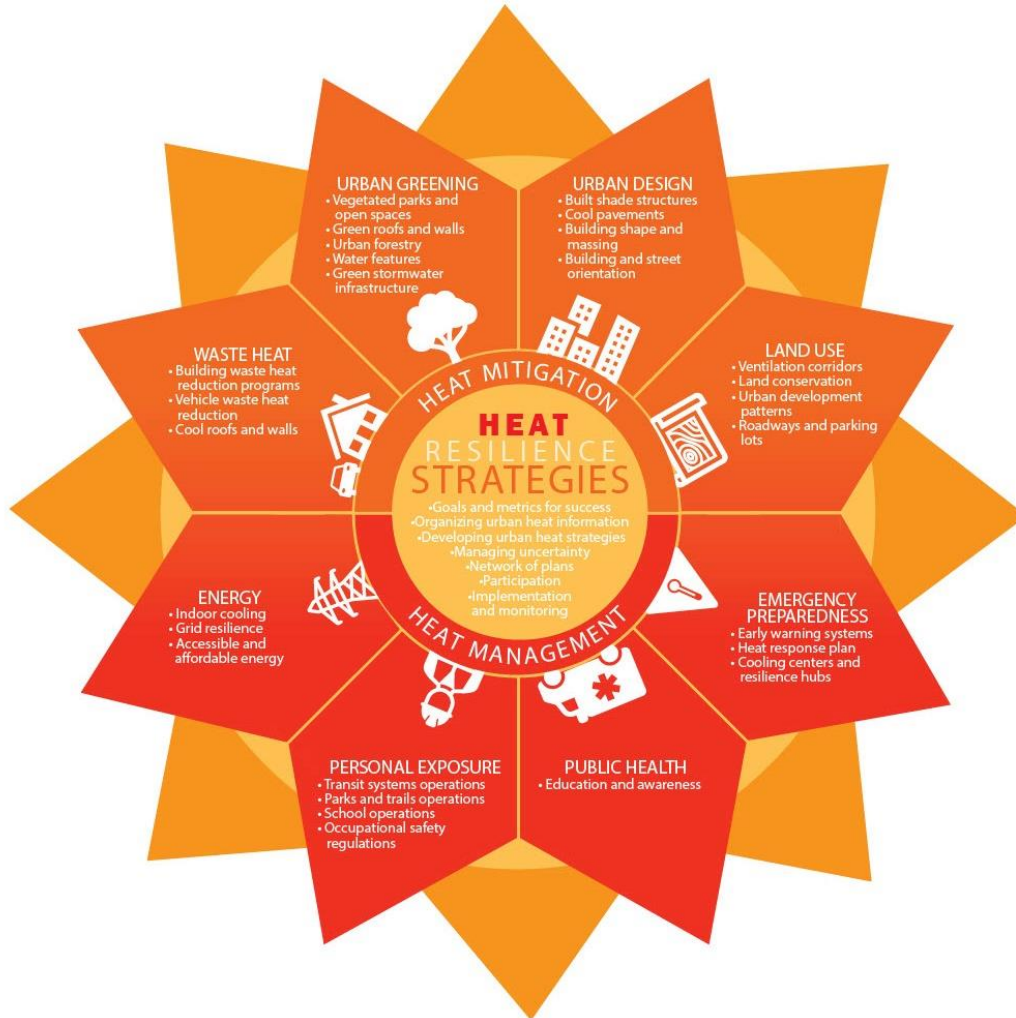 URBAN GREENING
• Vegetated parks and
open spaces
• Green roofs and walls
• Urban forestry
• Water features
• Green stormwater
infrastructure
URBAN DESIGN
• Built shade structures
• Cool pavements
• Building shape and
massing
• Building and street
orientation
WASTE HEAT
• Building waste heat
reduction programs
• Vehicle waste heat
reduction
• Cool roofs and walls
LAND USE
• Ventilation corridors
• Land conservation
• Urban development
patterns
• Roadways and parking
lots
HEAT MITIGATION
HEAT
RESILIENCE
STRATEGIES
•Goals and metrics for success
•Organizing urban heat information
•Developing urban heat strategies
•Managing uncertainty
•Network of plans
•Participation
•Implementation
and monitoring
HEAT MANAGEMENT
ENERGY
• Indoor cooling
• Grid resilience
• Accessible and
affordable energy
EMERGENCY
PREPAREDNESS
• Early warning systems
• Heat response plan
• Cooling centers and
resilience hubs
PERSONAL EXPOSURE
• Transit systems operations
• Parks and trails operations
• School operations
• Occupational safety
regulations
PUBLIC HEALTH
• Education and awareness